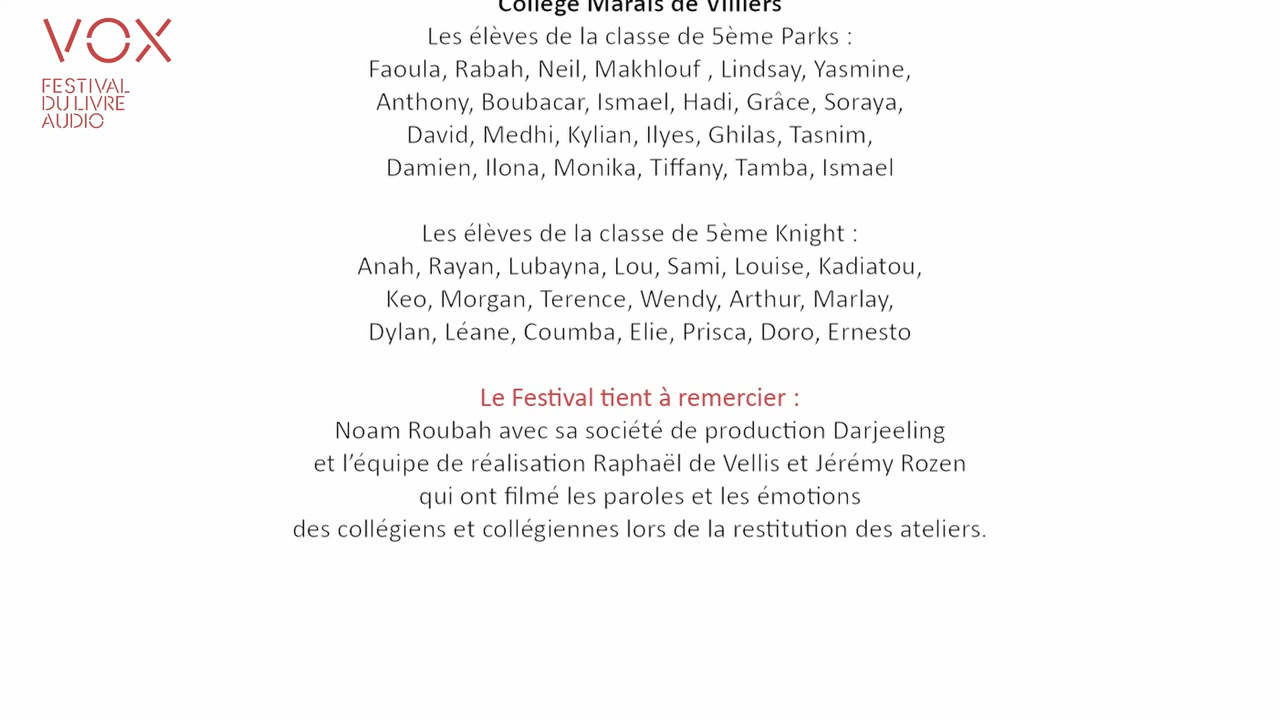 VOX
FESTIVAL
DU LIVRE
AUDIO
Collège Marais de Villiers
Les élèves de la classe de 5ème Parks :
Faoula, Rabah, Neil, Makhlouf , Lindsay, Yasmine,
Anthony, Boubacar, Ismael, Hadi, Grâce, Soraya,
David, Medhi, Kylian, Ilyes, Ghilas, Tasnim,
Damien, Ilona, Monika, Tiffany, Tamba, Ismael
Les élèves de la classe de 5ème Knight :
Anah, Rayan, Lubayna, Lou, Sami, Louise, Kadiatou,
Keo, Morgan, Terence, Wendy, Arthur, Marlay,
Dylan, Léane, Coumba, Elie, Prisca, Doro, Ernesto
Le Festival tient à remercier :
Noam Roubah avec sa société de production Darjeeling
et l’équipe de réalisation Raphaël de Vellis et Jérémy Rozen
qui ont filmé les paroles et les émotions
des collégiens et collégiennes lors de la restitution des ateliers.